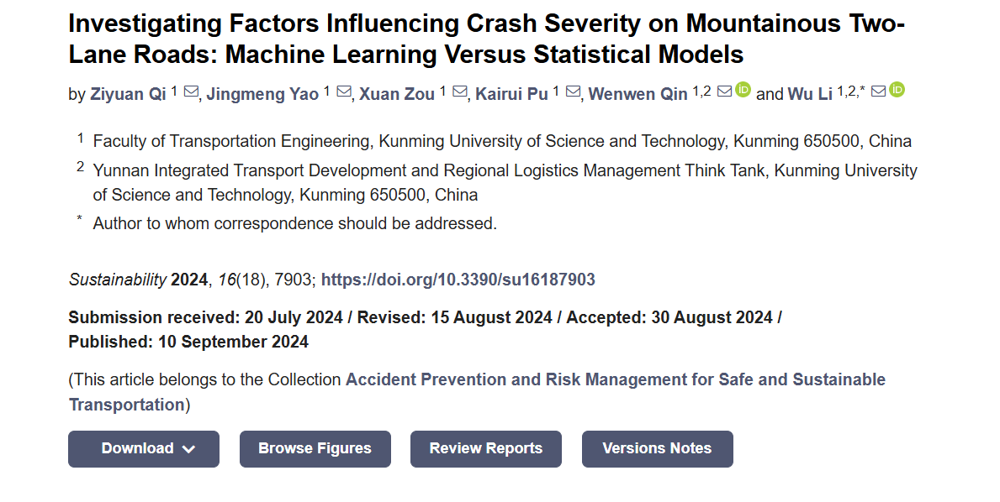 Investigating Factors Influencing Crash Severity on Mountainous Two-
Lane Roads: Machine Learning Versus Statistical Models
by Ziyuan Qi 1, Jingmeng Yao 1, Xuan Zou 1, Kairui Pu 1, Wenwen Qin 1,2 iD and Wu Li 1,2,* iD
1 Faculty of Transportation Engineering, Kunming University of Science and Technology, Kunming 650500, China
2 Yunnan Integrated Transport Development and Regional Logistics Management Think Tank, Kunming University
of Science and Technology, Kunming 650500, China
* Author to whom correspondence should be addressed.
Sustainability 2024, 16(18), 7903; https://doi.org/10.3390/su16187903
Submission received: 20 July 2024 / Revised: 15 August 2024 / Accepted: 30 August 2024 /
Published: 10 September 2024
(This article belongs to the Collection Accident Prevention and Risk Management for Safe and Sustainable
Transportation)
Download Browse Figures Review Reports Versions Notes